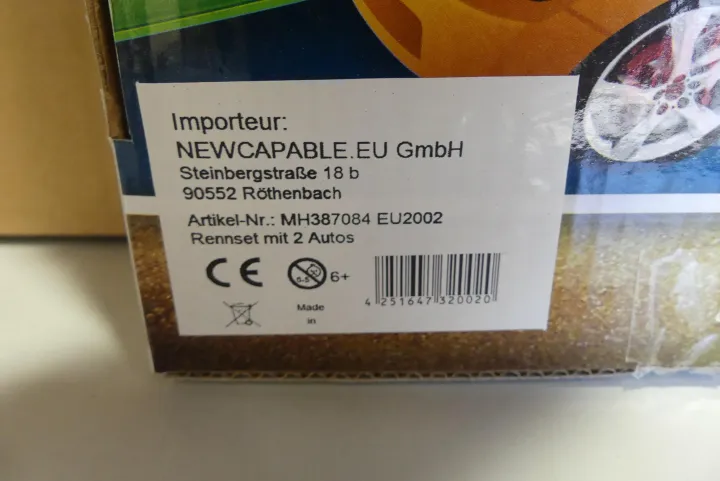 Importeur:
NEWCAPABLE.EU GmbH
Steinbergstraße 18 b
90552 Röthenbach
Artikel-Nr.: MH387084 EU2002
Rennset mit 2 Autos
CE
6+
Made
in
4 251647 320020